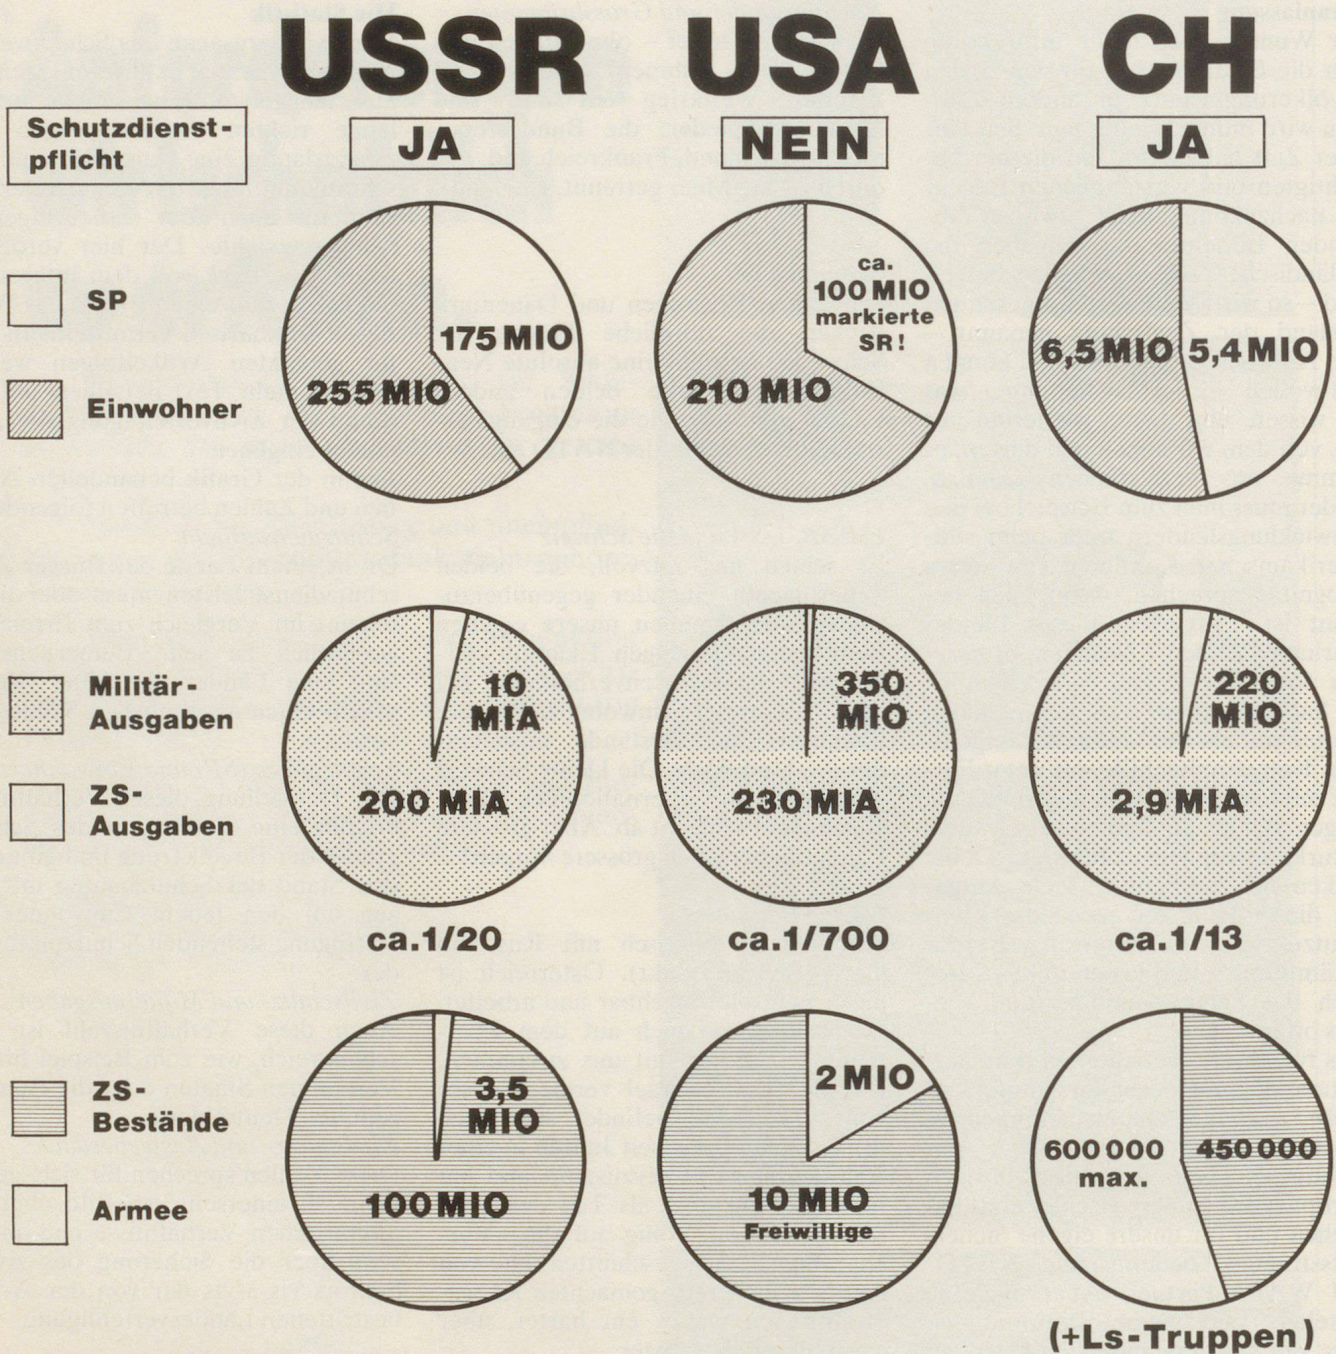 USSR USA CH
Schutzdienst-
pflicht
JA NEIN JA
SP
Einwohner
175 MIO
255 MIO
ca.
100 MIO
markierte
SR!
210 MIO
6,5 MIO 5,4 MIO
Militär-
Ausgaben
ZS-
Ausgaben
10
MIA
200 MIA
350
MIO
230 MIA
220
MIO
2,9 MIA
ca. 1/20 ca. 1/700 ca. 1/13
ZS-
Bestände
Armee
3,5
MIO
100 MIO
2 MIO
10 MIO
Freiwillige
600 000
max.
450 000
(+Ls-Truppen)